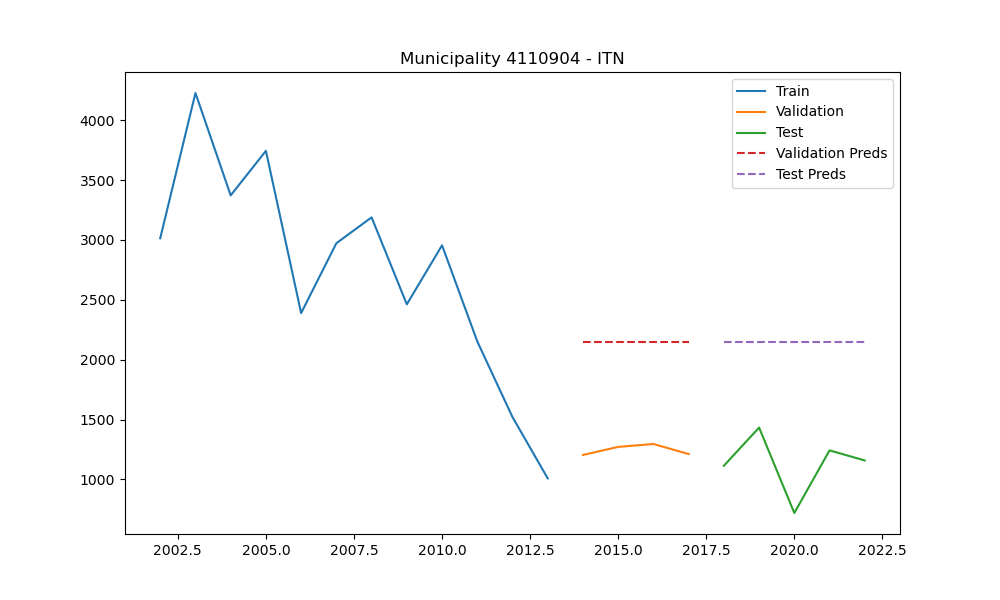 Municipality 4110904 - ITN
Train
Validation
Test
Validation Preds
Test Preds
4000
3500
3000
2500
2000
1500
1000
2002.5 2005.0 2007.5 2010.0 2012.5 2015.0 2017.5 2020.0 2022.5